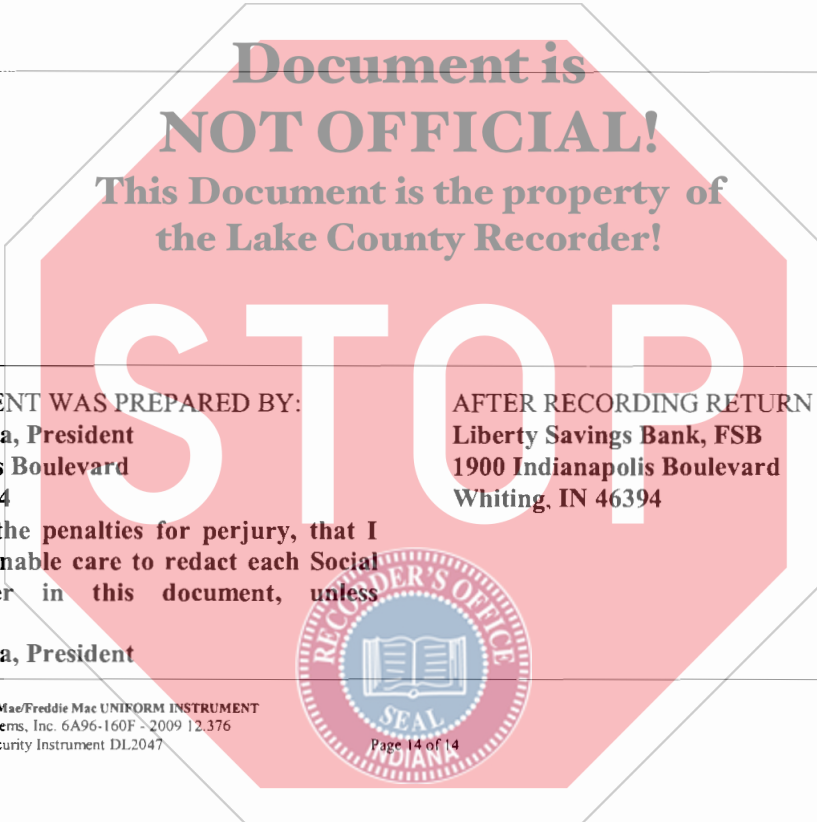 Document is
NOT OFFICIAL!
This Document is the property of
the Lake County Recorder!
STOP
ENT WAS PREPARED BY:
a, President
s Boulevard
4
the penalties for perjury, that I
nable care to redact each Social
er in this document, unless
a, President
AFTER RECORDING RETURN
Liberty Savings Bank, FSB
1900 Indianapolis Boulevard
Whiting, IN 46394
RECORDER'S OFFICE
SEAL
INDIANA
Mae/Freddie Mac UNIFORM INSTRUMENT
ems, Inc. 6A96-160F - 2009 12.376
curity Instrument DL2047
Page 14 of 14